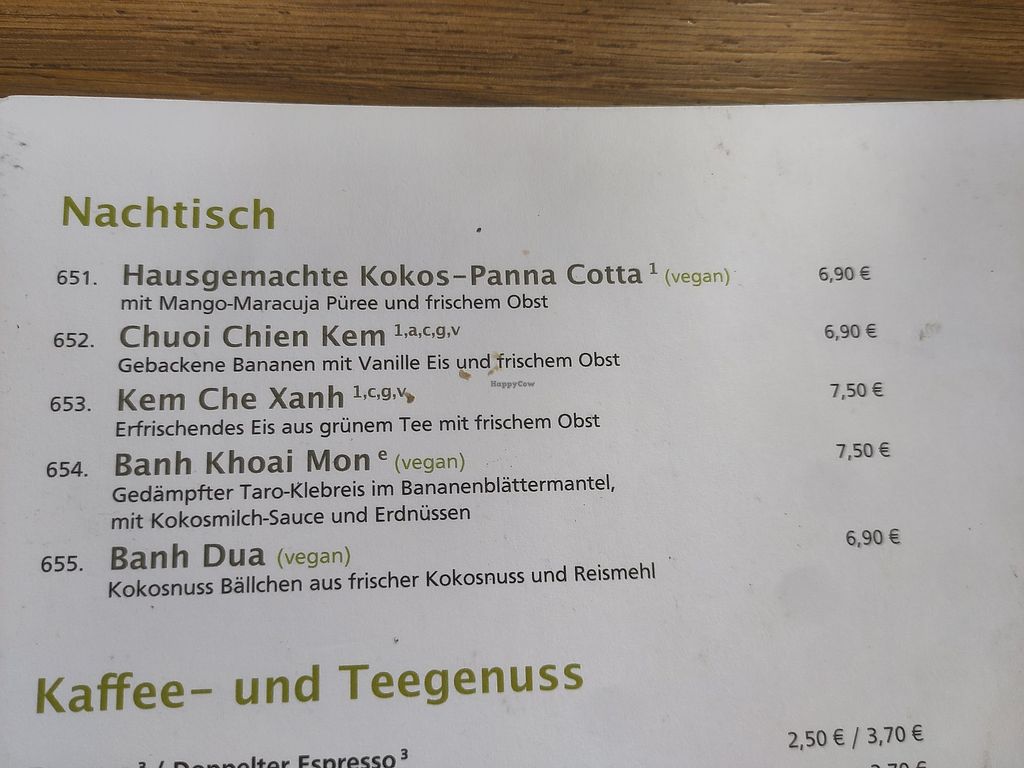 Nachtisch
651. Hausgemachte Kokos-Panna Cotta ¹ (vegan) 6,90 €
mit Mango-Maracuja Püree und frischem Obst
652. Chuoi Chien Kem 1,a,c,g,v 6,90 €
Gebackene Bananen mit Vanille Eis und frischem Obst
HappyCow
653. Kem Che Xanh 1,c,g,v 7,50 €
Erfrischendes Eis aus grünem Tee mit frischem Obst
654. Banh Khoai Mon e (vegan) 7,50 €
Gedämpfter Taro-Klebreis im Bananenblättermantel,
mit Kokosmilch-Sauce und Erdnüssen
655. Banh Dua (vegan) 6,90 €
Kokosnuss Bällchen aus frischer Kokosnuss und Reismehl
Kaffee- und Teegenuss
/ Doppelter Espresso ³ 2,50 € / 3,70 €